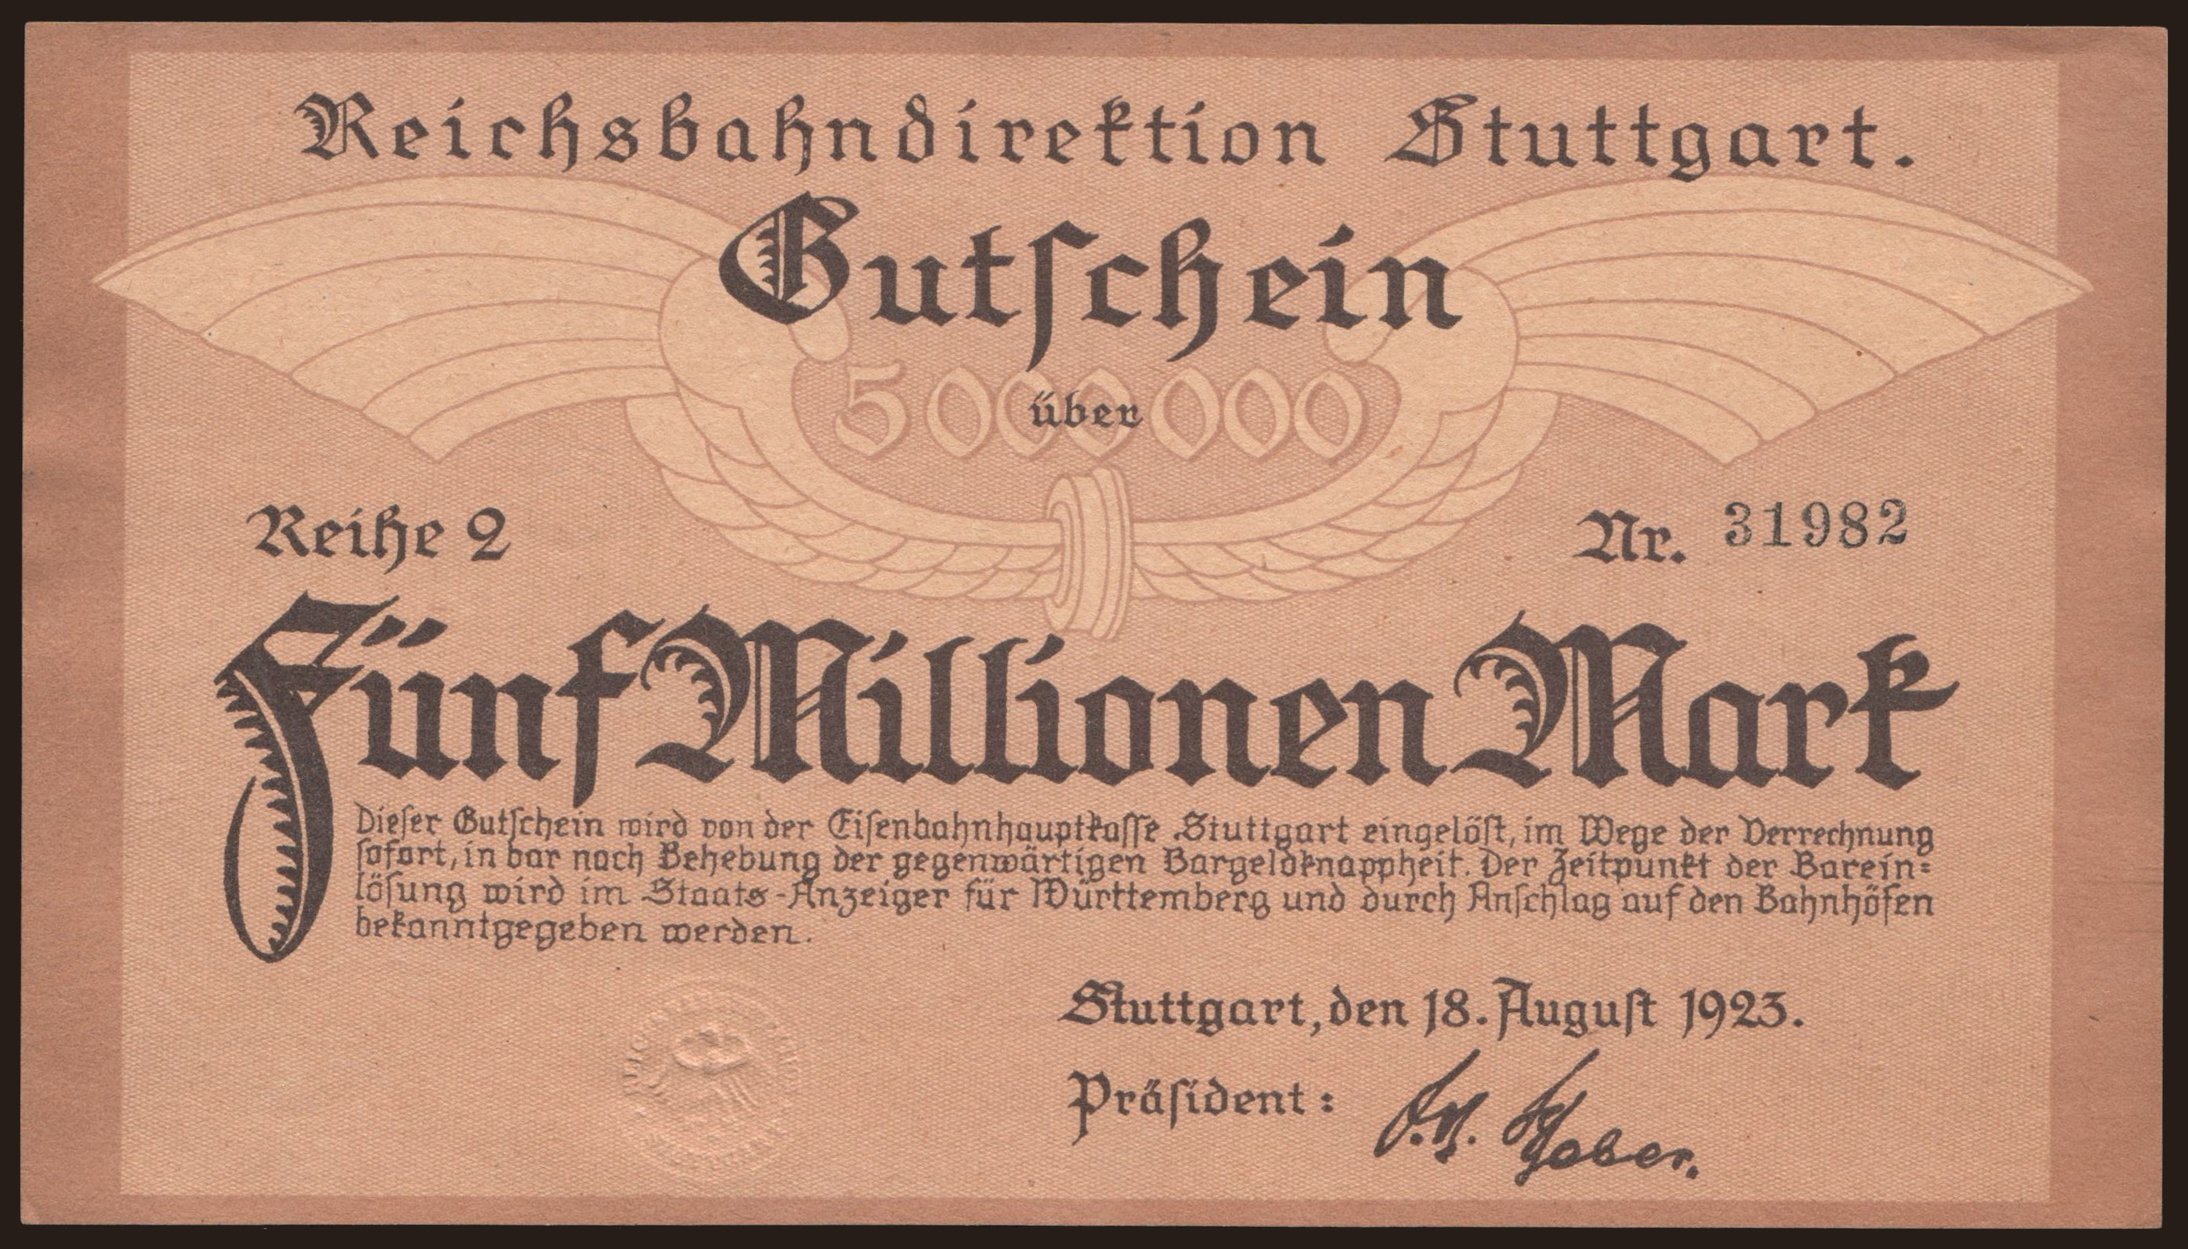 Reichsbahndirektion Stuttgart.
Gutschein
5000000
über
Reihe 2
Nr. 31982
Fünf Millionen Mark
Dieser Gutschein wird von der Eisenbahnhauptkasse Stuttgart eingelöst, im Wege der Verrechnung
sofort, in bar nach Behebung der gegenwärtigen Bargeldknappheit. Der Zeitpunkt der Barein=
lösung wird im Staats-Anzeiger für Württemberg und durch Anschlag auf den Bahnhöfen
bekanntgegeben werden.
Stuttgart, den 18. August 1923.
Präsident: